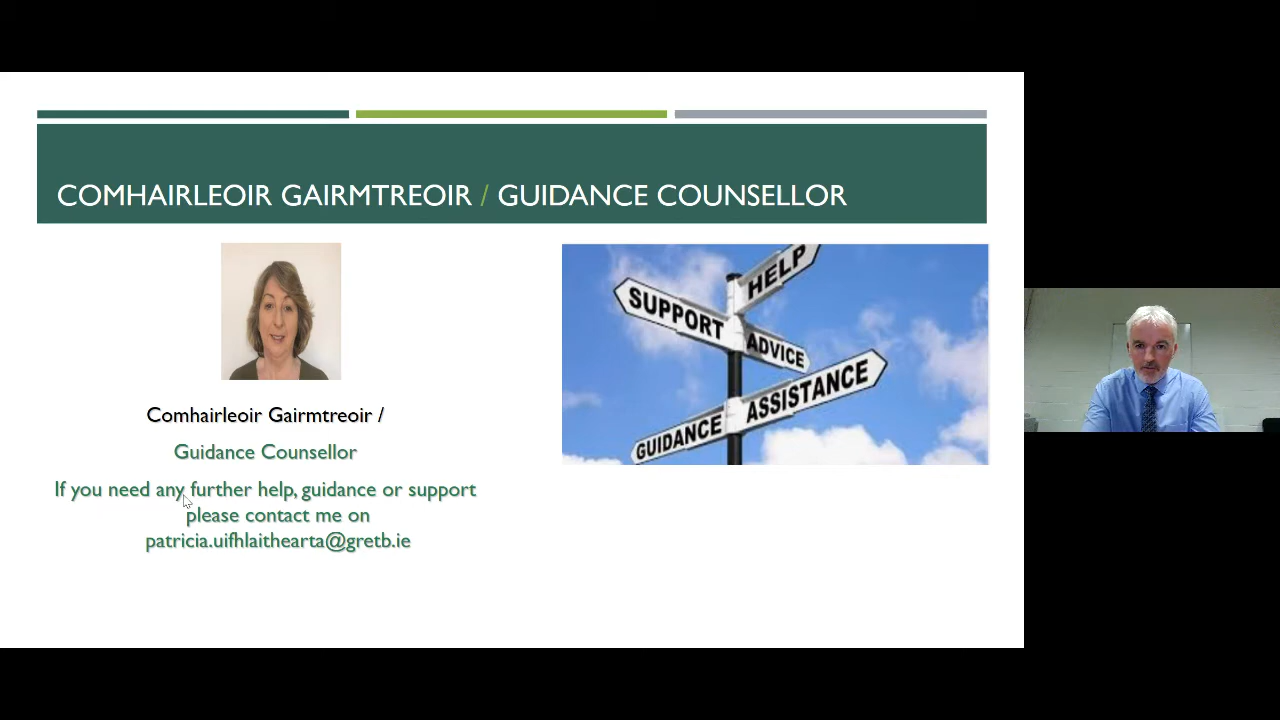 COMHAIRLEOIR GAIRMTREOIR / GUIDANCE COUNSELLOR
Comhairleoir Gairmtreoir /
Guidance Counsellor
If you need any further help, guidance or support
please contact me on
patricia.uifhlaithearta@gretb.ie
HELP
SUPPORT
ADVICE
ASSISTANCE
GUIDANCE